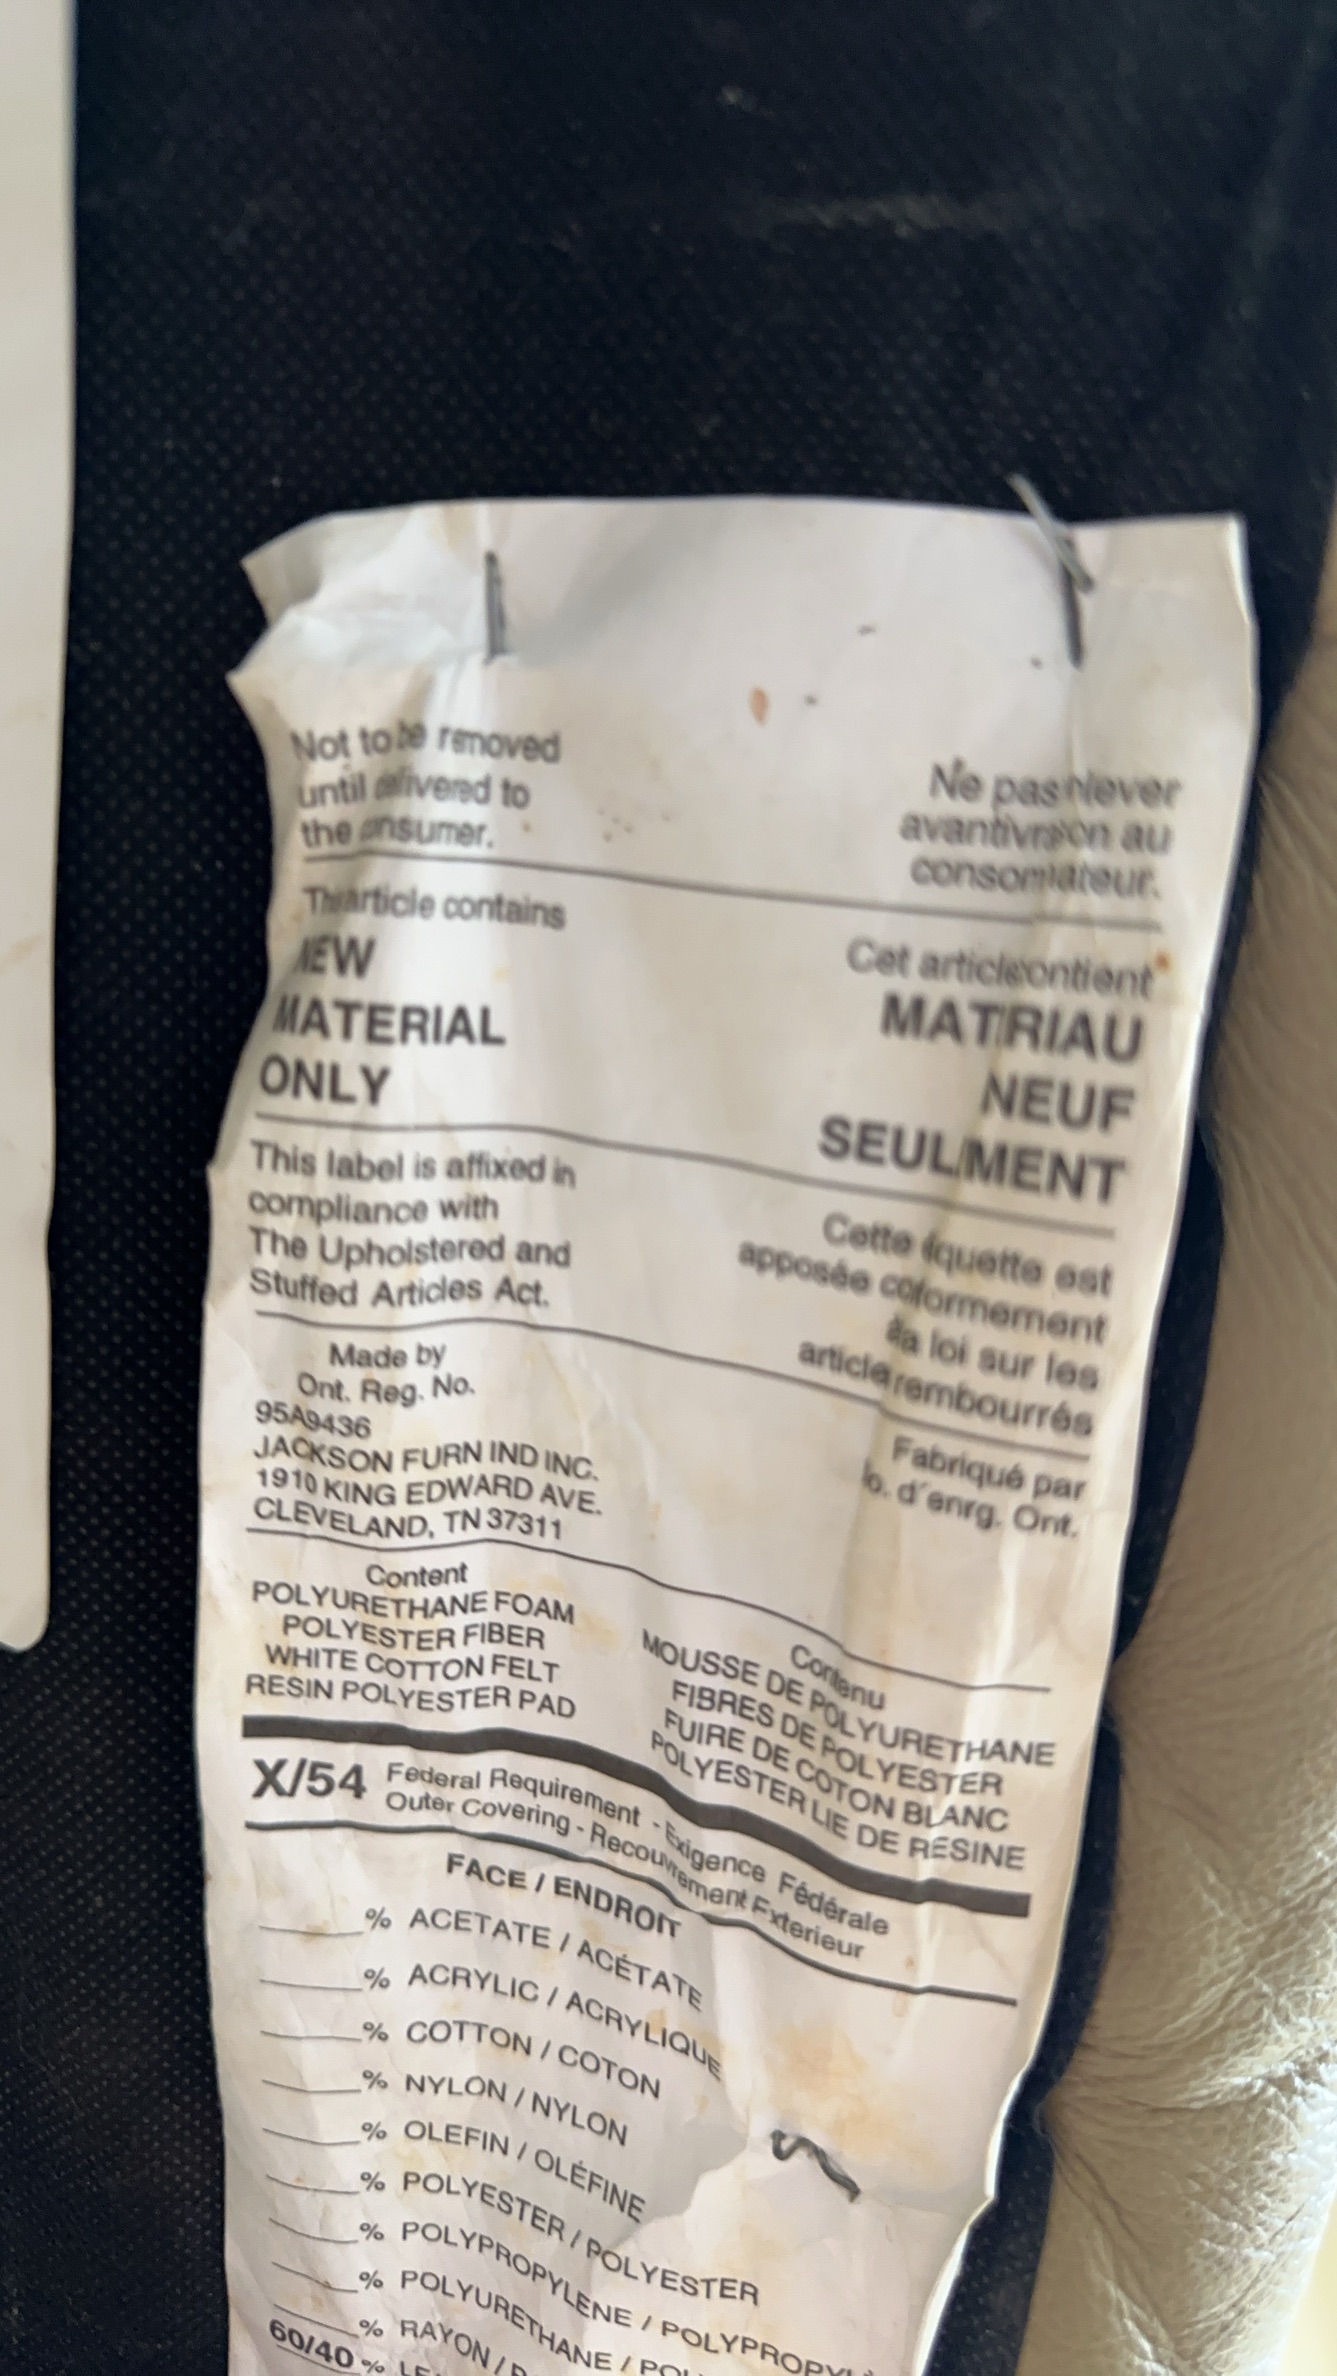 Not to be removed
until delivered to
the consumer.
Ne pas enlever
avant livraison au
consommateur.
This article contains
NEW
MATERIAL
ONLY
Cet article contient
MATÉRIAU
NEUF
SEULEMENT
This label is affixed in
compliance with
The Upholstered and
Stuffed Articles Act.
Cette étiquette est
apposée conformément
à la loi sur les
articles rembourrés
Made by
Ont. Reg. No.
95A9436
JACKSON FURN IND INC.
1910 KING EDWARD AVE.
CLEVELAND, TN 37311
Fabriqué par
No. d'enrg. Ont.
Content
POLYURETHANE FOAM
POLYESTER FIBER
WHITE COTTON FELT
RESIN POLYESTER PAD
Contenu
MOUSSE DE POLYURETHANE
FIBRES DE POLYESTER
FUIRE DE COTON BLANC
POLYESTER LIE DE RESINE
X/54 Federal Requirement - Exigence Fédérale
Outer Covering - Recouvrement Exterieur
FACE / ENDROIT
% ACETATE / ACÉTATE
% ACRYLIC / ACRYLIQUE
% COTTON / COTON
% NYLON / NYLON
% OLEFIN / OLÉFINE
% POLYESTER / POLYESTER
% POLYPROPYLENE /
% POLYURETHANE /
% RAYON /
60/40 %